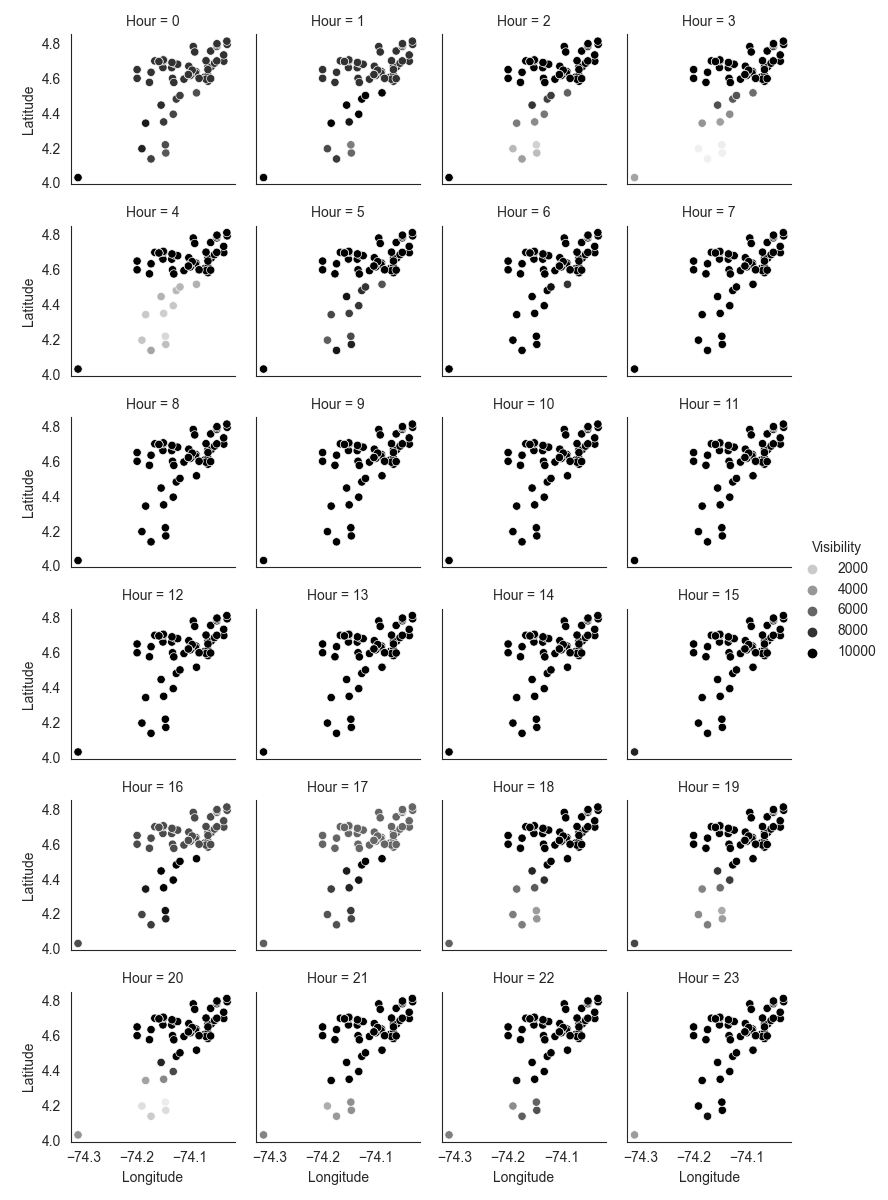 Hour = 0
Hour = 1
Hour = 2
Hour = 3
4.8
4.6
4.4
4.2
4.0
Latitude
Hour = 4
Hour = 5
Hour = 6
Hour = 7
4.8
4.6
4.4
4.2
4.0
Latitude
Hour = 8
Hour = 9
Hour = 10
Hour = 11
4.8
4.6
4.4
4.2
4.0
Latitude
Visibility
2000
4000
6000
8000
10000
Hour = 12
Hour = 13
Hour = 14
Hour = 15
4.8
4.6
4.4
4.2
4.0
Latitude
Hour = 16
Hour = 17
Hour = 18
Hour = 19
4.8
4.6
4.4
4.2
4.0
Latitude
Hour = 20
Hour = 21
Hour = 22
Hour = 23
4.8
4.6
4.4
4.2
4.0
Latitude
−74.3 −74.2 −74.1
Longitude
−74.3 −74.2 −74.1
Longitude
−74.3 −74.2 −74.1
Longitude
−74.3 −74.2 −74.1
Longitude